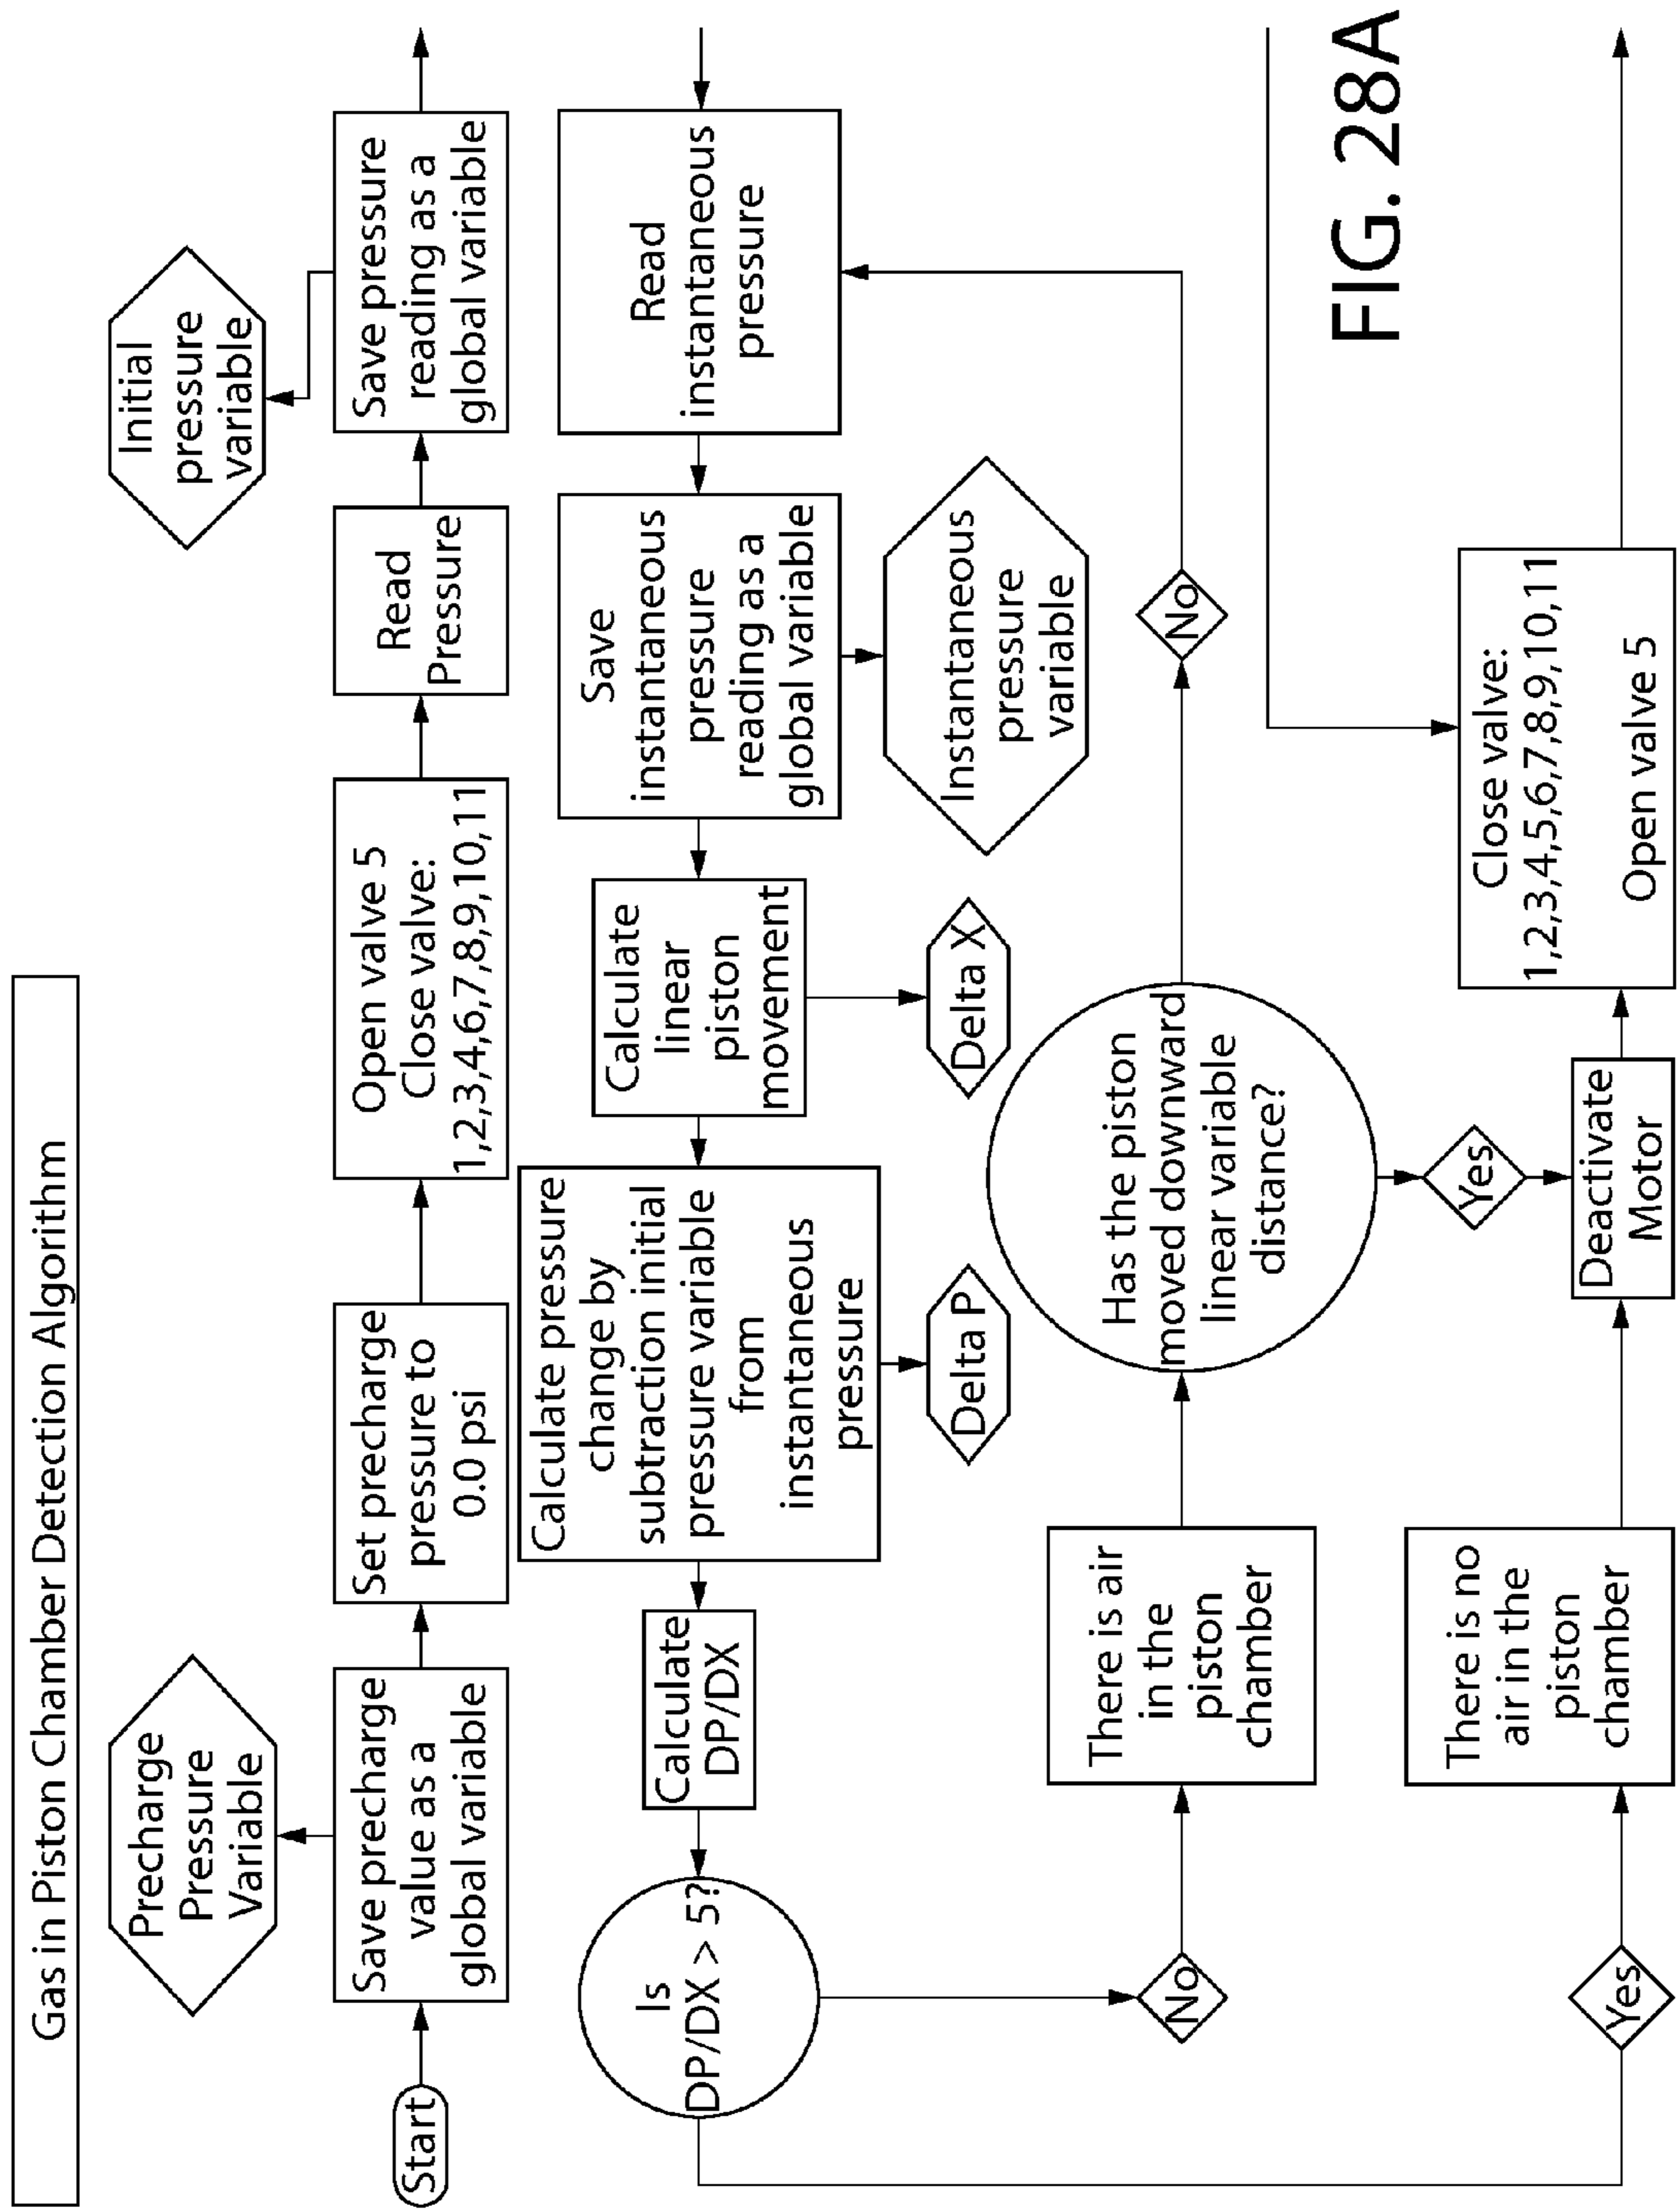 Gas in Piston Chamber Detection Algorithm
Precharge
Pressure
Variable
Initial
pressure
variable
Start
Save precharge
value as a
global variable
Set precharge
pressure to
0.0 psi
Open valve 5
Close valve:
1,2,3,4,6,7,8,9,10,11
Read
Pressure
Save pressure
reading as a
global variable
Is
DP/DX > 5?
Calculate
DP/DX
Calculate pressure
change by
subtraction initial
pressure variable
from
instantaneous
pressure
Calculate
linear
piston
movement
Save
instantaneous
pressure
reading as a
global variable
Read
instantaneous
pressure
Delta P
Delta X
Instantaneous
pressure
variable
No
There is air
in the
piston
chamber
Has the piston
moved downward
linear variable
distance?
No
Yes
Yes
There is no
air in the
piston
chamber
Deactivate
Motor
Close valve:
1,2,3,4,5,6,7,8,9,10,11
Open valve 5
FIG. 28A